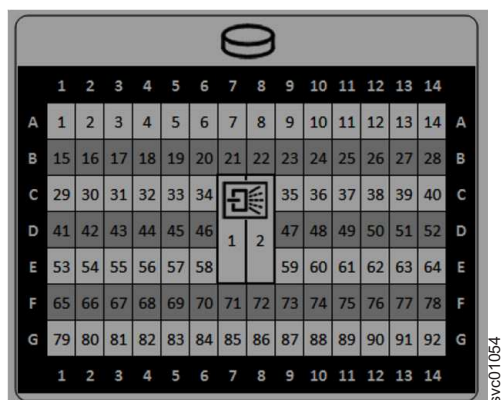 1 2 3 4 5 6 7 8 9 10 11 12 13 14
A 1 2 3 4 5 6 7 8 9 10 11 12 13 14 A
B 15 16 17 18 19 20 21 22 23 24 25 26 27 28 B
C 29 30 31 32 33 34 35 36 37 38 39 40 C
D 41 42 43 44 45 46 1 2 47 48 49 50 51 52 D
E 53 54 55 56 57 58 59 60 61 62 63 64 E
F 65 66 67 68 69 70 71 72 73 74 75 76 77 78 F
G 79 80 81 82 83 84 85 86 87 88 89 90 91 92 G
1 2 3 4 5 6 7 8 9 10 11 12 13 14
svc01054